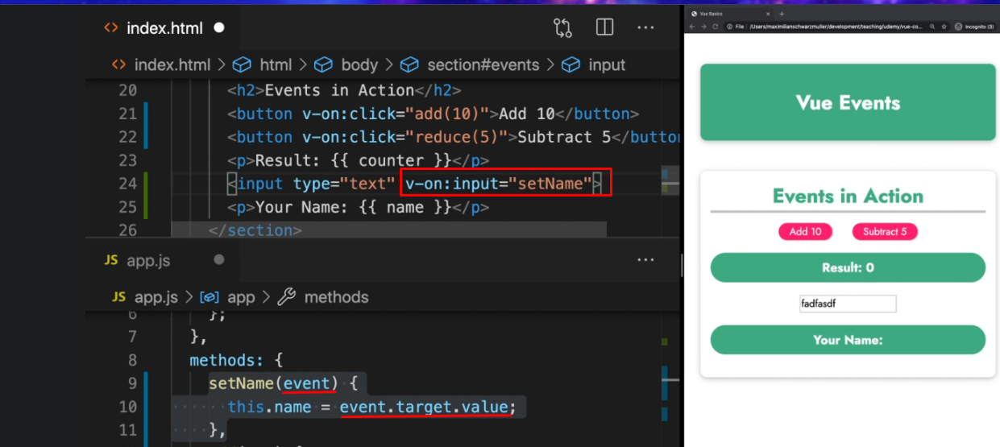 <> index.html ●
<> index.html > html > body > section#events > input
20 <h2>Events in Action</h2>
21 <button v-on:click="add(10)">Add 10</button>
22 <button v-on:click="reduce(5)">Subtract 5</butto
23 <p>Result: {{ counter }}</p>
24 <input type="text" v-on:input="setName">
25 <p>Your Name: {{ name }}</p>
26 </section>
JS app.js ●
JS app.js > app > methods
6 };
7 },
8 methods: {
9 setName(event) {
10 this.name = event.target.value;
11 },
Vue Basics
File | /Users/maximilianschwarzmuller/development/teaching/udemy/vue-co... Incognito (3)
Vue Events
Events in Action
Add 10 Subtract 5
Result: 0
fadfasdf
Your Name: